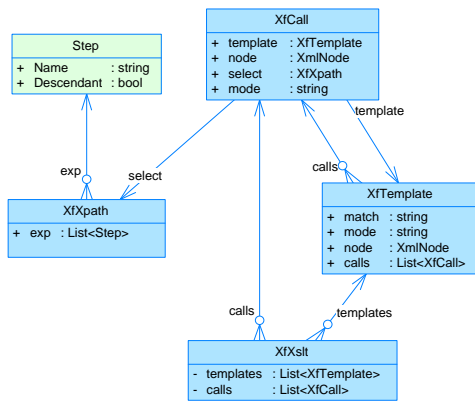 XfCall
+ template : XfTemplate
+ node : XmlNode
+ select : XfXpath
+ mode : string
Step
+ Name : string
+ Descendant : bool
template
calls
exp
select
XfTemplate
+ match : string
+ mode : string
+ node : XmlNode
+ calls : List<XfCall>
XfXpath
+ exp : List<Step>
calls
templates
XfXslt
- templates : List<XfTemplate>
- calls : List<XfCall>